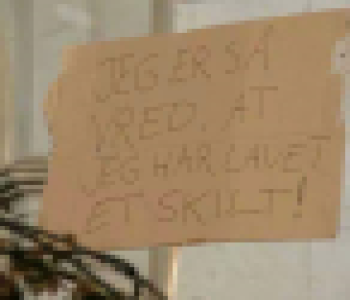 JEG ER SÅ
VRED, AT
JEG HAR LAVET
ET SKILT!